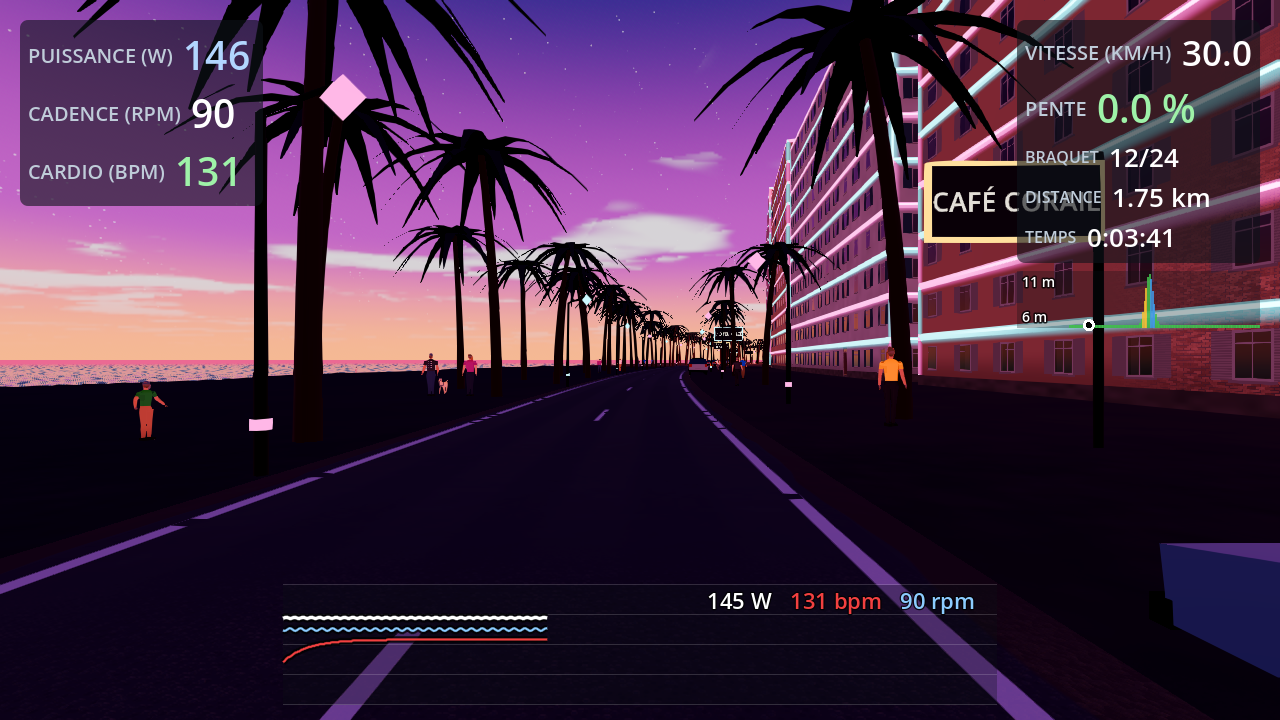 PUISSANCE (W) 146
CADENCE (RPM) 90
CARDIO (BPM) 131
VITESSE (KM/H) 30.0
PENTE 0.0 %
BRAQUET 12/24
DISTANCE 1.75 km
TEMPS 0:03:41
11 m
6 m
CAFÉ CORAIL
145 W 131 bpm 90 rpm